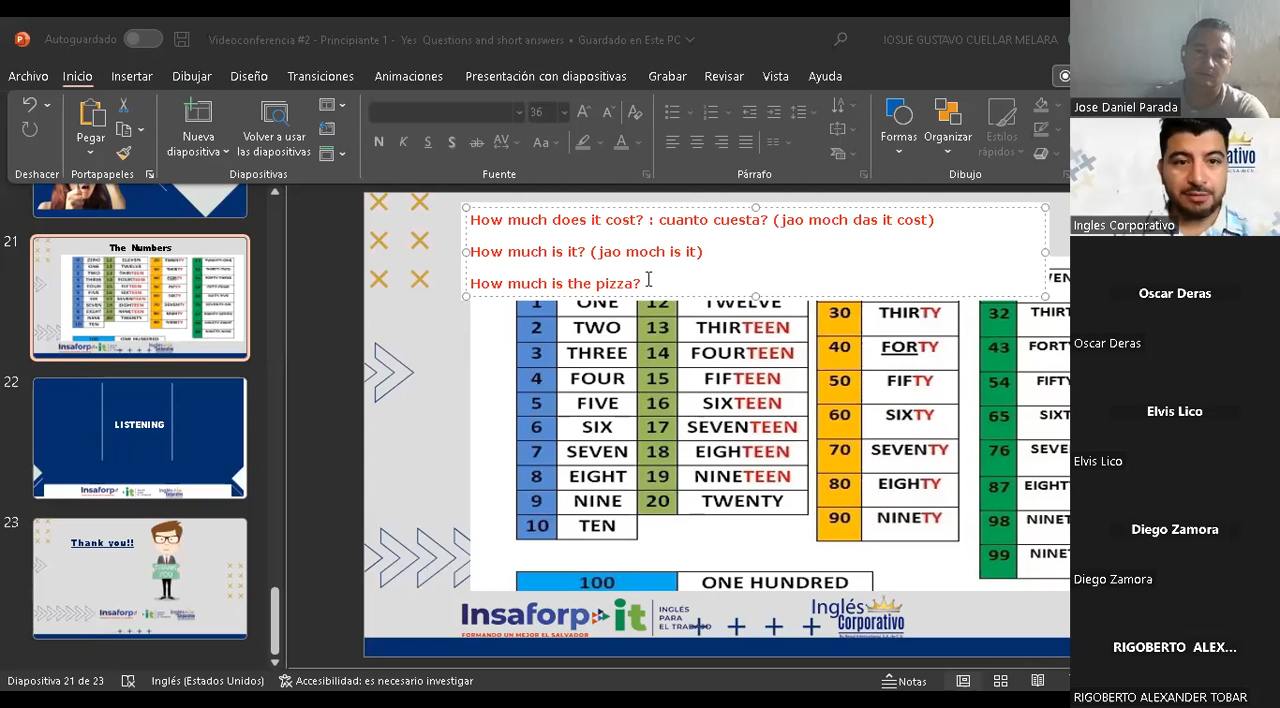 Autoguardado
Videoconferencia #2 - Principiante 1 - Yes Questions and short answers • Guardado en Este PC
JOSUE GUSTAVO CUELLAR MELARA
Archivo Inicio Insertar Dibujar Diseño Transiciones Animaciones Presentación con diapositivas Grabar Revisar Vista Ayuda
Pegar
Nueva diapositiva
Volver a usar las diapositivas
36
N K S S ab AV Aa A
Formas Organizar Estilos rápidos
Deshacer Portapapeles Diapositivas Fuente Párrafo Dibujo
21
The Numbers
22
LISTENING
23
Thank you!!
How much does it cost? : cuanto cuesta? (jao moch das it cost)
How much is it? (jao moch is it)
How much is the pizza?
1 ONE 12 TWELVE
2 TWO 13 THIRTEEN 30 THIRTY 32
3 THREE 14 FOURTEEN 40 FORTY 43
4 FOUR 15 FIFTEEN 50 FIFTY 54
5 FIVE 16 SIXTEEN 60 SIXTY 65
6 SIX 17 SEVENTEEN
7 SEVEN 18 EIGHTEEN 70 SEVENTY 76
8 EIGHT 19 NINETEEN 80 EIGHTY 87
9 NINE 20 TWENTY 90 NINETY 98
10 TEN 99
100 ONE HUNDRED
Insaforp it
FORMANDO UN MEJOR EL SALVADOR
INGLÉS PARA EL TRABAJO
Inglés Corporativo
Diapositiva 21 de 23 Inglés (Estados Unidos) Accesibilidad: es necesario investigar Notas
Jose Daniel Parada
Ingles Corporativo
Oscar Deras
Oscar Deras
Elvis Lico
Elvis Lico
Diego Zamora
Diego Zamora
RIGOBERTO ALEX...
RIGOBERTO ALEXANDER TOBAR